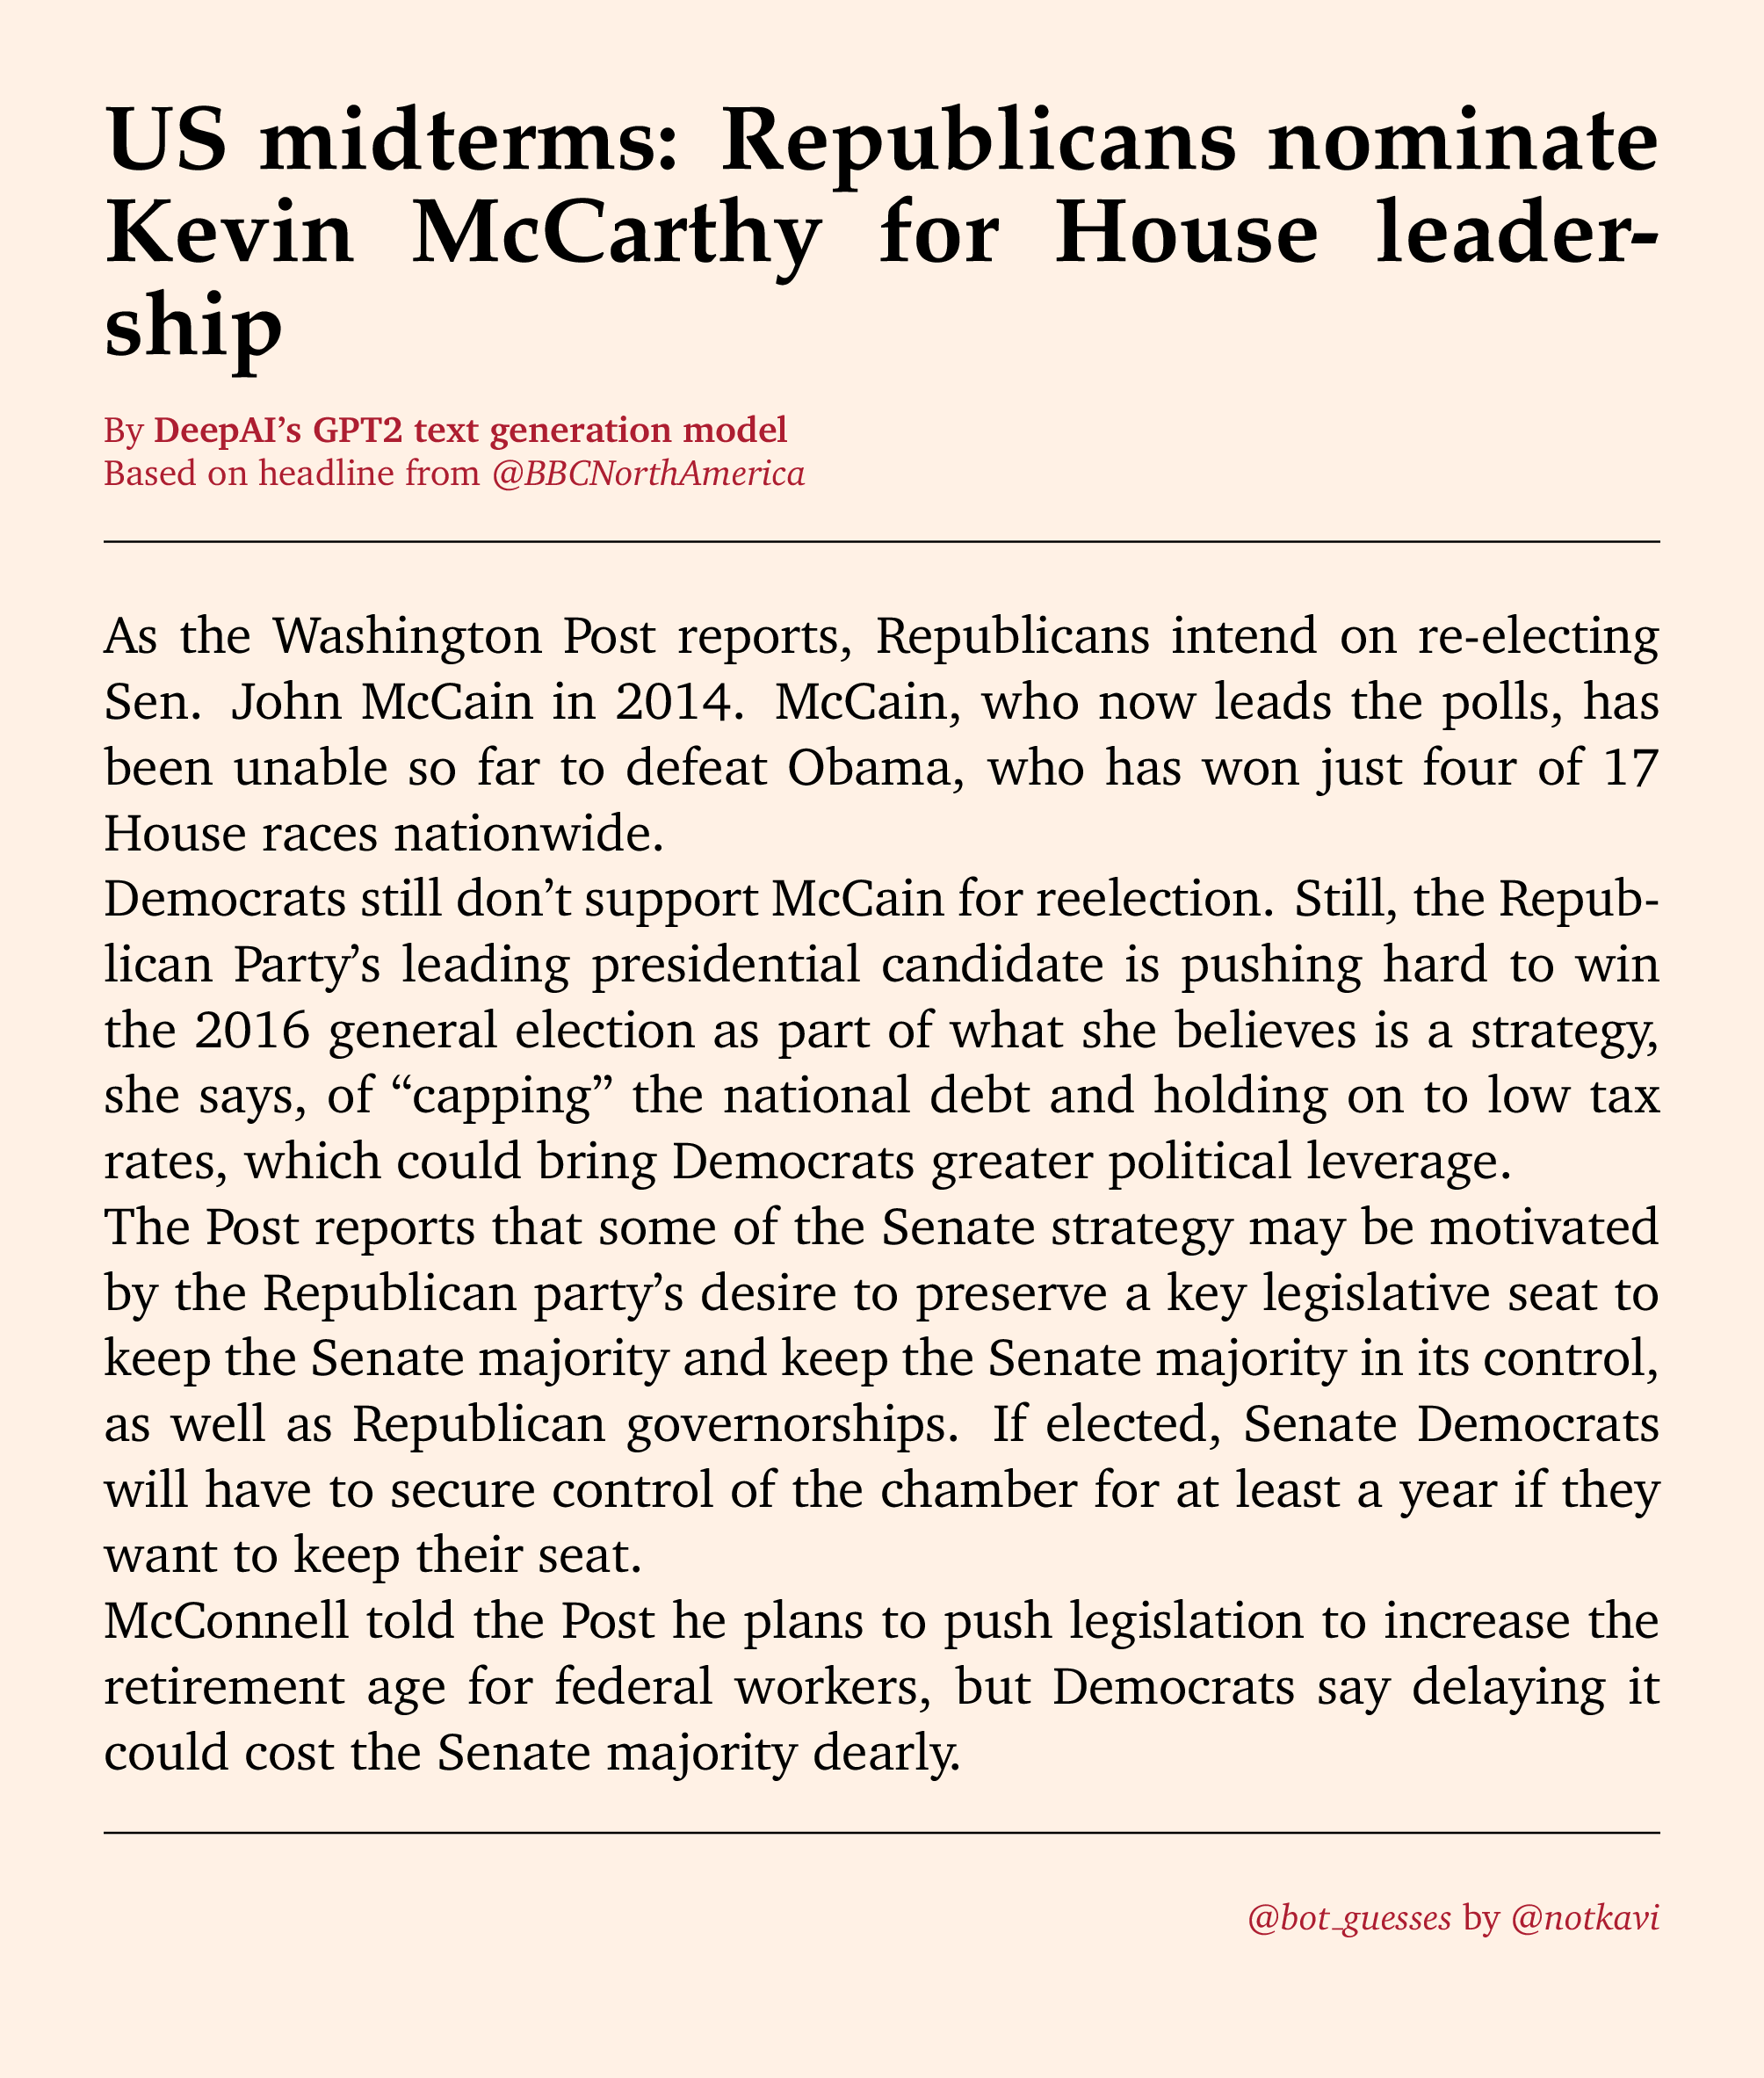 US midterms: Republicans nominate
Kevin McCarthy for House leader-
ship
By DeepAI’s GPT2 text generation model
Based on headline from @BBCNorthAmerica
As the Washington Post reports, Republicans intend on re-electing
Sen. John McCain in 2014. McCain, who now leads the polls, has
been unable so far to defeat Obama, who has won just four of 17
House races nationwide.
Democrats still don’t support McCain for reelection. Still, the Repub-
lican Party’s leading presidential candidate is pushing hard to win
the 2016 general election as part of what she believes is a strategy,
she says, of “capping” the national debt and holding on to low tax
rates, which could bring Democrats greater political leverage.
The Post reports that some of the Senate strategy may be motivated
by the Republican party’s desire to preserve a key legislative seat to
keep the Senate majority and keep the Senate majority in its control,
as well as Republican governorships. If elected, Senate Democrats
will have to secure control of the chamber for at least a year if they
want to keep their seat.
McConnell told the Post he plans to push legislation to increase the
retirement age for federal workers, but Democrats say delaying it
could cost the Senate majority dearly.
@bot_guesses by @notkavi